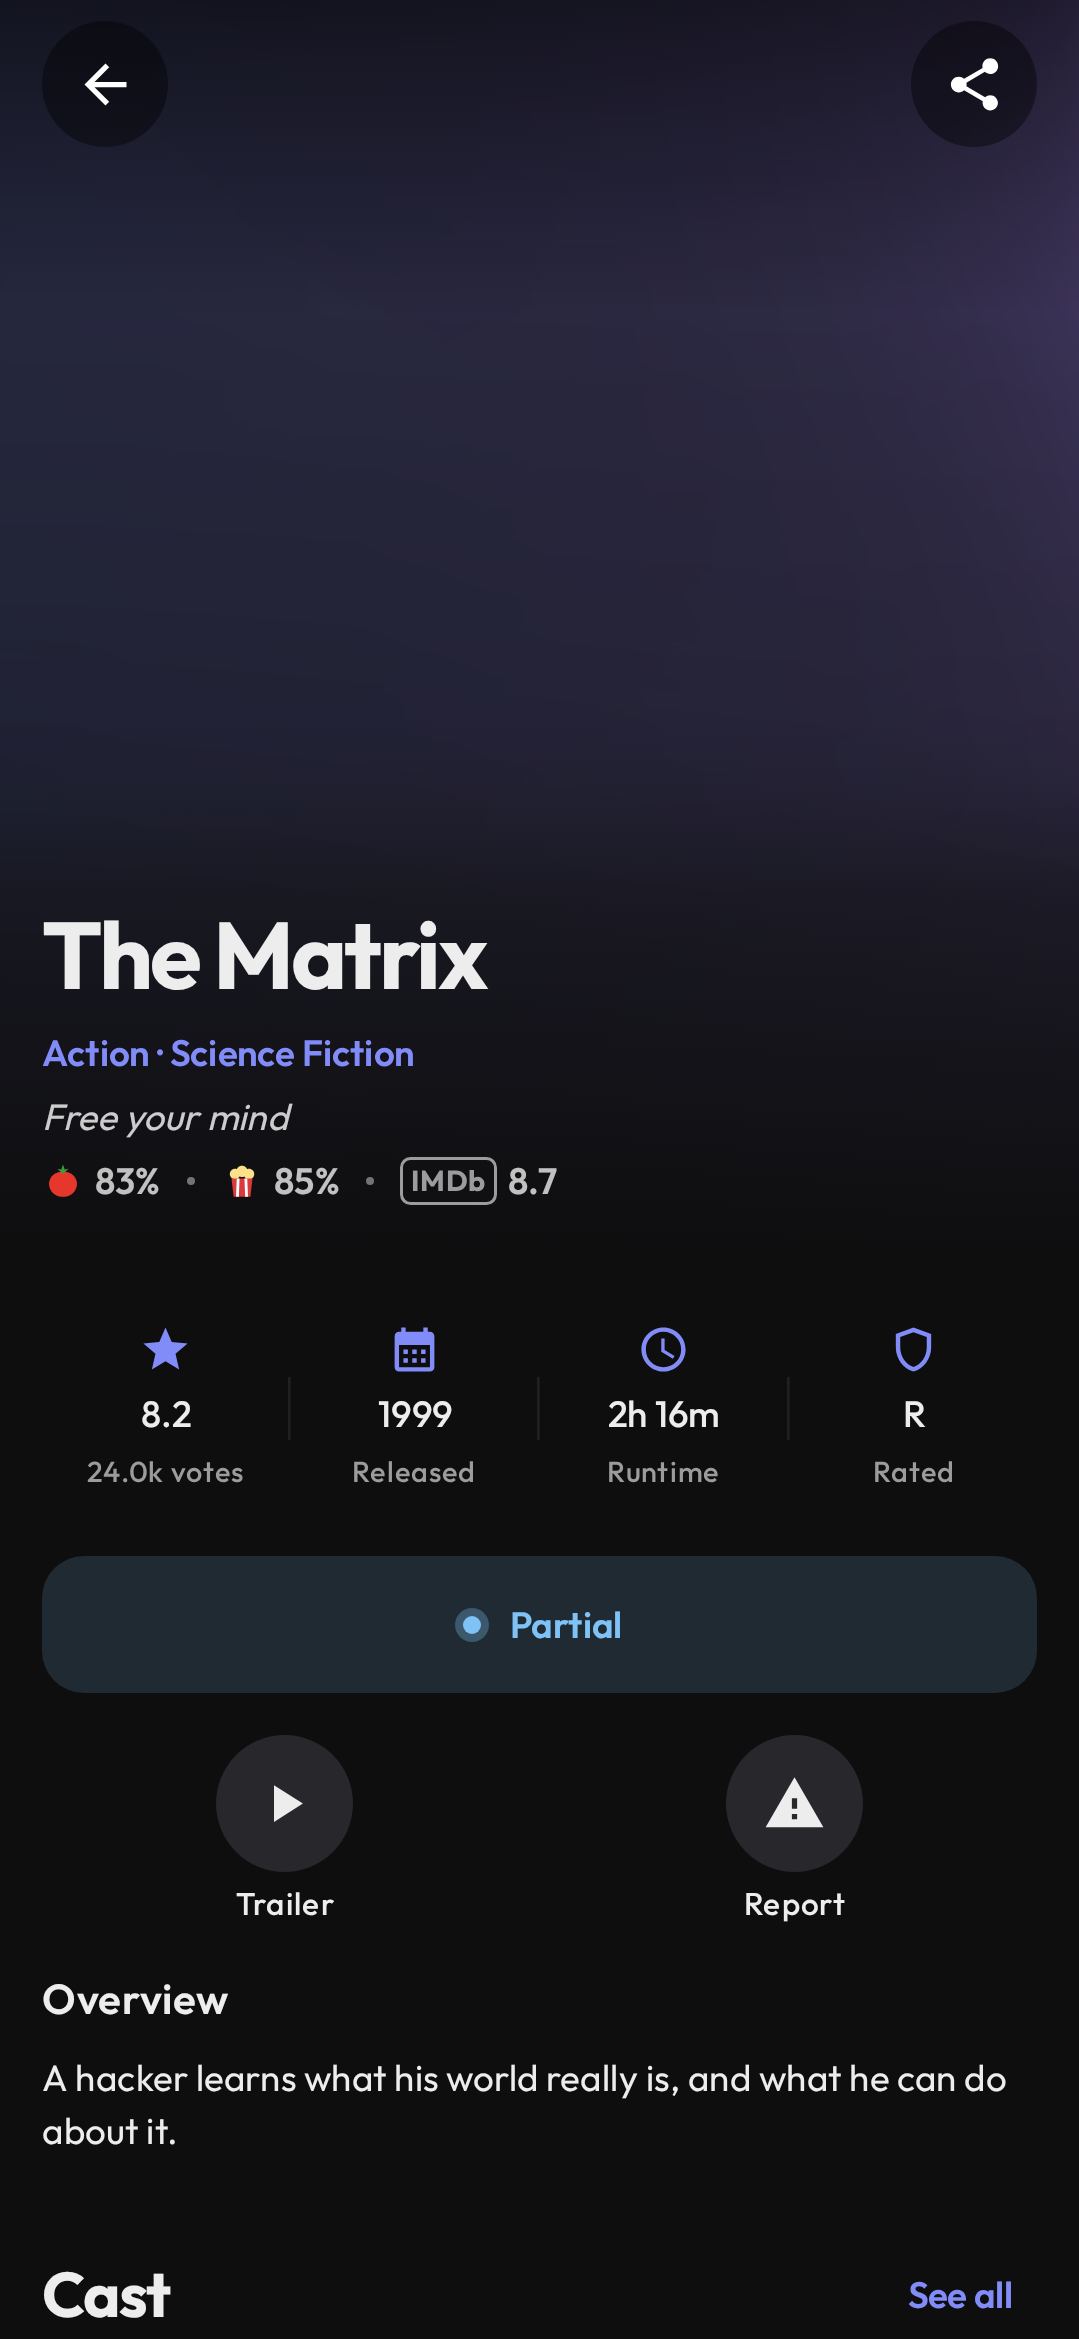 The Matrix
Action · Science Fiction
Free your mind
83% • 85% • IMDb 8.7
8.2 1999 2h 16m R
24.0k votes Released Runtime Rated
Partial
Trailer Report
Overview
A hacker learns what his world really is, and what he can do
about it.
Cast See all